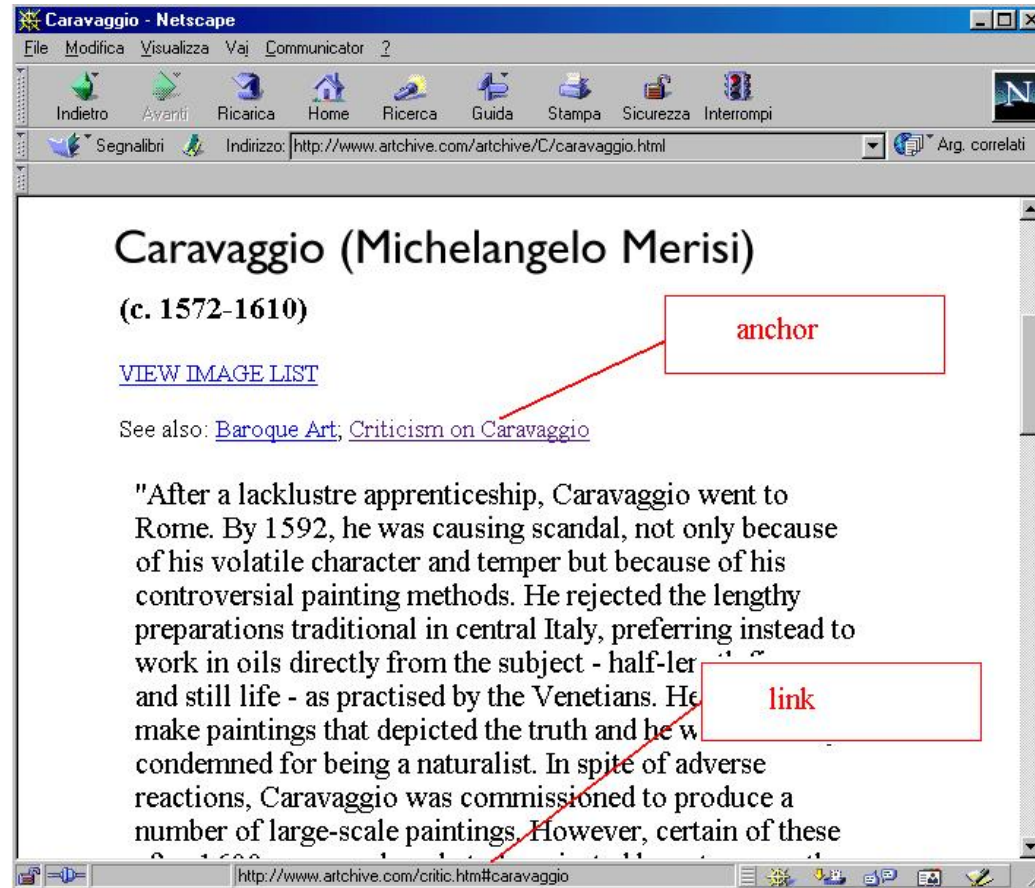 Caravaggio - Netscape
File Modifica Visualizza Vai Communicator ?
Indietro Avanti Ricarica Home Ricerca Guida Stampa Sicurezza Interrompi
N
Segnalibri Indirizzo: http://www.artchive.com/artchive/C/caravaggio.html Arg. correlati
Caravaggio (Michelangelo Merisi)
(c. 1572-1610)
anchor
VIEW IMAGE LIST
See also: Baroque Art; Criticism on Caravaggio
"After a lacklustre apprenticeship, Caravaggio went to
Rome. By 1592, he was causing scandal, not only because
of his volatile character and temper but because of his
controversial painting methods. He rejected the lengthy
preparations traditional in central Italy, preferring instead to
work in oils directly from the subject -
and still life - as practised by the Venetians. He
link
make paintings that depicted the truth and he
condemned for being a naturalist. In spite of adverse
reactions, Caravaggio was commissioned to produce a
number of large-scale paintings. However, certain of these
http://www.artchive.com/critic.htm#caravaggio